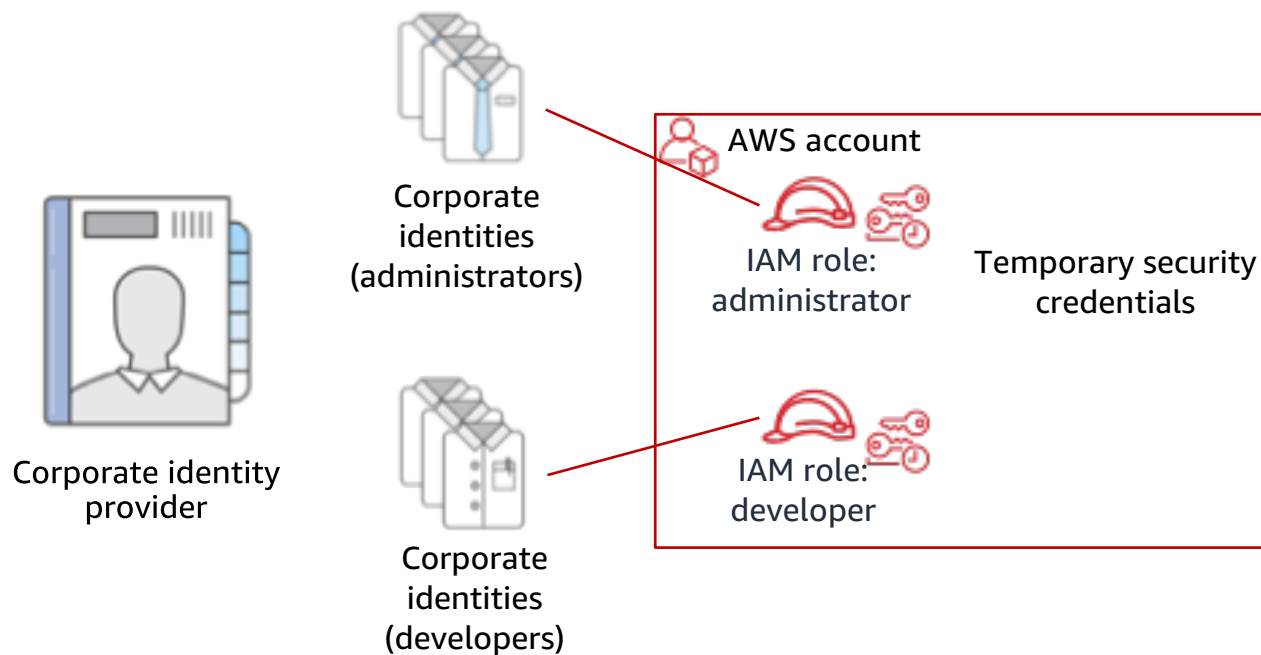 Corporate identity
provider
Corporate
identities
(administrators)
Corporate
identities
(developers)
AWS account
IAM role:
administrator
IAM role:
developer
Temporary security
credentials